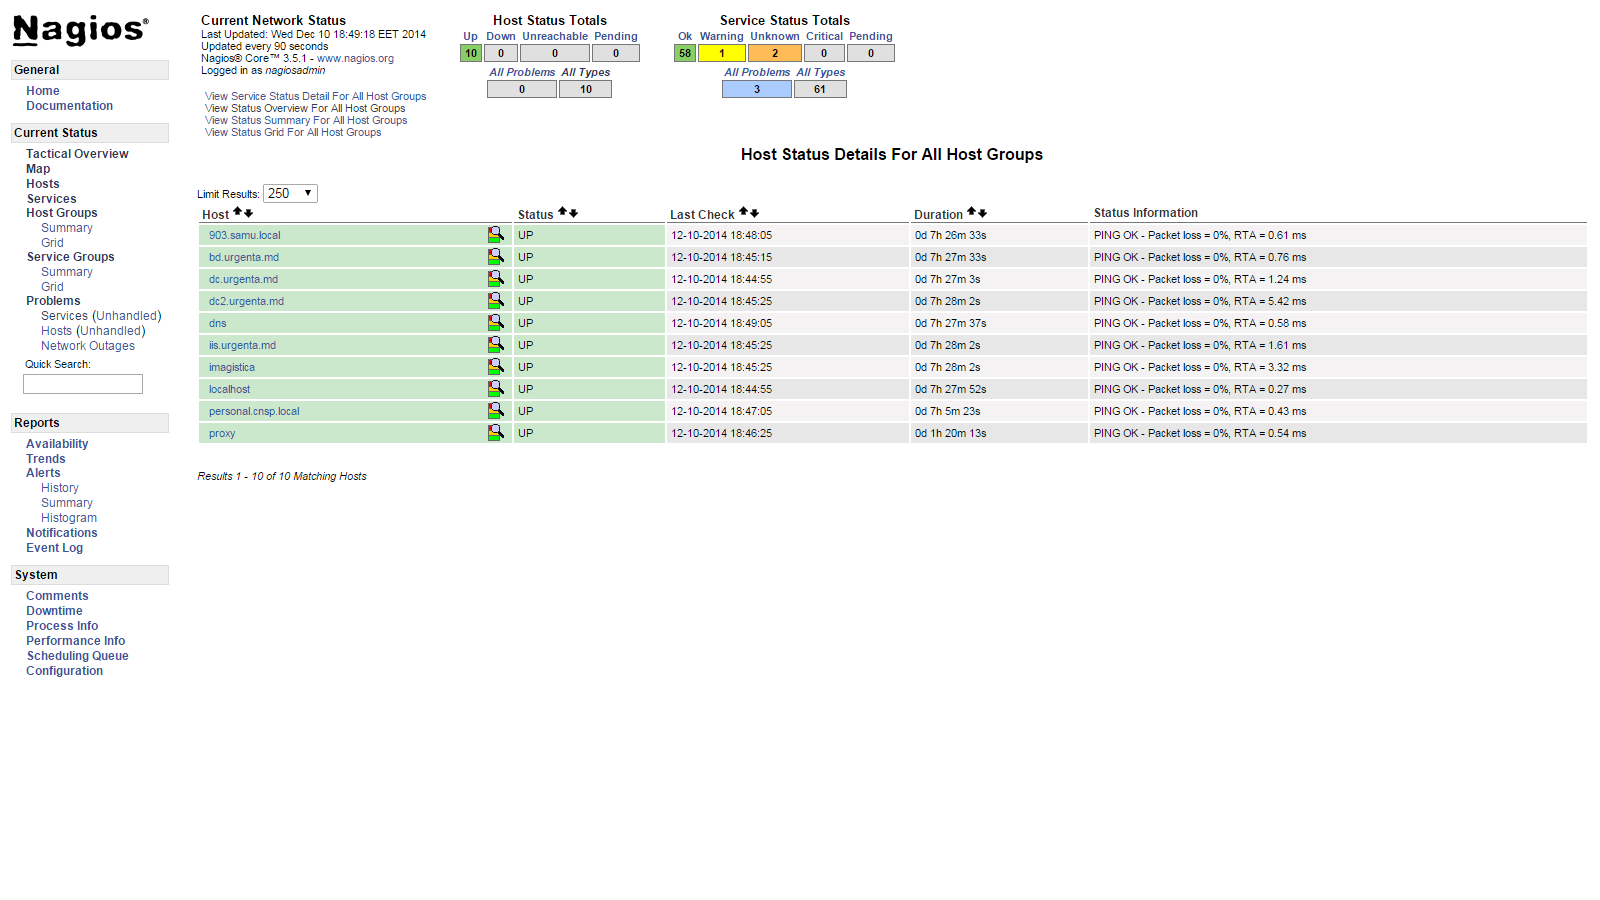 Nagios®
General
Home
Documentation
Current Status
Tactical Overview
Map
Hosts
Services
Host Groups
Summary
Grid
Service Groups
Summary
Grid
Problems
Services (Unhandled)
Hosts (Unhandled)
Network Outages
Quick Search:
Reports
Availability
Trends
Alerts
History
Summary
Histogram
Notifications
Event Log
System
Comments
Downtime
Process Info
Performance Info
Scheduling Queue
Configuration
Current Network Status
Last Updated: Wed Dec 10 18:49:18 EET 2014
Updated every 90 seconds
Nagios® Core™ 3.5.1 - www.nagios.org
Logged in as nagiosadmin
View Service Status Detail For All Host Groups
View Status Overview For All Host Groups
View Status Summary For All Host Groups
View Status Grid For All Host Groups
Host Status Totals
Up Down Unreachable Pending
10 0 0 0
All Problems All Types
0 10
Service Status Totals
Ok Warning Unknown Critical Pending
58 1 2 0 0
All Problems All Types
3 61
Host Status Details For All Host Groups
Limit Results: 250
Host Status Last Check Duration Status Information
903.samu.local UP 12-10-2014 18:48:05 0d 7h 26m 33s PING OK - Packet loss = 0%, RTA = 0.61 ms
bd.urgenta.md UP 12-10-2014 18:45:15 0d 7h 27m 33s PING OK - Packet loss = 0%, RTA = 0.76 ms
dc.urgenta.md UP 12-10-2014 18:44:55 0d 7h 27m 3s PING OK - Packet loss = 0%, RTA = 1.24 ms
dc2.urgenta.md UP 12-10-2014 18:45:25 0d 7h 28m 2s PING OK - Packet loss = 0%, RTA = 5.42 ms
dns UP 12-10-2014 18:49:05 0d 7h 27m 37s PING OK - Packet loss = 0%, RTA = 0.58 ms
iis.urgenta.md UP 12-10-2014 18:45:25 0d 7h 28m 2s PING OK - Packet loss = 0%, RTA = 1.61 ms
imagistica UP 12-10-2014 18:45:25 0d 7h 28m 2s PING OK - Packet loss = 0%, RTA = 3.32 ms
localhost UP 12-10-2014 18:44:55 0d 7h 27m 52s PING OK - Packet loss = 0%, RTA = 0.27 ms
personal.cnsp.local UP 12-10-2014 18:47:05 0d 7h 5m 23s PING OK - Packet loss = 0%, RTA = 0.43 ms
proxy UP 12-10-2014 18:46:25 0d 1h 20m 13s PING OK - Packet loss = 0%, RTA = 0.54 ms
Results 1 - 10 of 10 Matching Hosts